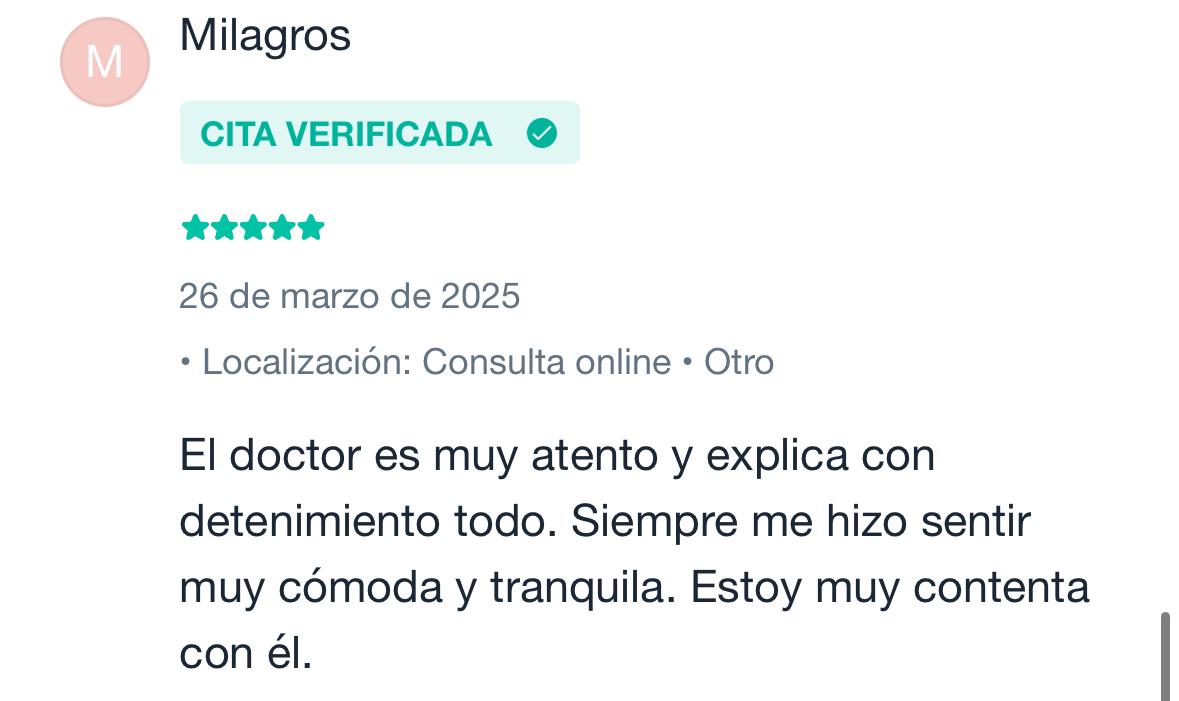 M
Milagros
CITA VERIFICADA
26 de marzo de 2025
• Localización: Consulta online • Otro
El doctor es muy atento y explica con
detenimiento todo. Siempre me hizo sentir
muy cómoda y tranquila. Estoy muy contenta
con él.